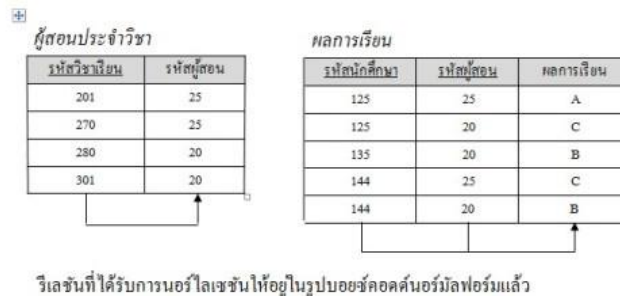 ผู้สอนประจำวิชา
รหัสวิชาเรียน รหัสผู้สอน
201 25
270 25
280 20
301 20
ผลการเรียน
รหัสนักศึกษา รหัสผู้สอน ผลการเรียน
125 25 A
125 20 C
135 20 B
144 25 C
144 20 B
รีเลชันที่ได้รับการนอร์ไลเซชันให้อยู่ในรูปบอยซ์คอดด์นอร์มัลฟอร์มแล้ว